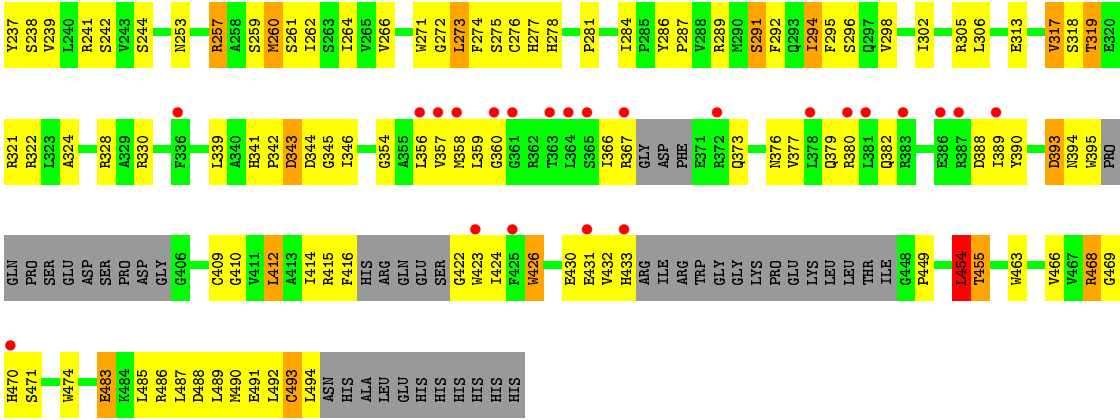 Y237 S238 V239 L240 R241 S242 V243 S244 N253 R257 A258 S259 M260 S261 I262 S263 I264 V265 V266 W271 G272 L273 F274 S275 C276 H277 H278 P281 I284 P285 Y286 P287 V288 R289 M290 S291 F292 Q293 I294 F295 S296 Q297 V298 I302 R305 L306 E313 V317 S318 T319 E320
R321 R322 L323 A324 R328 A329 R330 F336 L339 A340 H341 P342 D343 D344 G345 I346 G354 A355 L356 V357 M358 L359 G360 G361 R362 T363 L364 S365 I366 R367 GLY ASP PHE E371 R372 Q373 N376 V377 L378 Q379 R380 L381 Q382 R383 E386 R387 D388 I389 Y390 D393 N394 W395 PRO
GLN PRO SER GLU ASP SER PRO ASP GLY G406 C409 G410 V411 L412 A413 I414 R415 F416 HIS ARG GLN GLU SER G422 W423 I424 F425 W426 E430 E431 V432 H433 ARG ILE ARG TRP GLY GLY LYS PRO GLU LYS LEU LEU THR ILE G448 P449 L454 T455 W463 V466 V467 R468 G469
H470 S471 W474 E483 K484 L485 R486 L487 D488 L489 M490 E491 L492 C493 L494 ASN HIS ALA LEU GLU HIS HIS HIS HIS HIS HIS